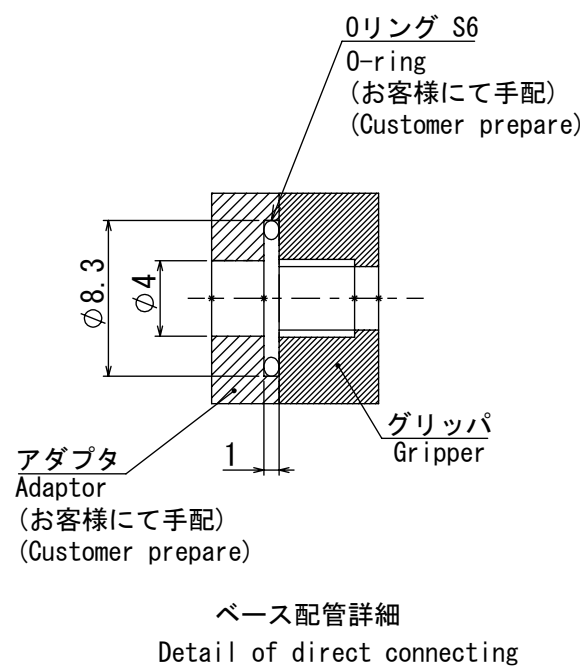 Oリング S6
O-ring
(お客様にて手配)
(Customer prepare)
φ8.3
φ4
1
グリッパ
Gripper
アダプタ
Adaptor
(お客様にて手配)
(Customer prepare)
ベース配管詳細
Detail of direct connecting